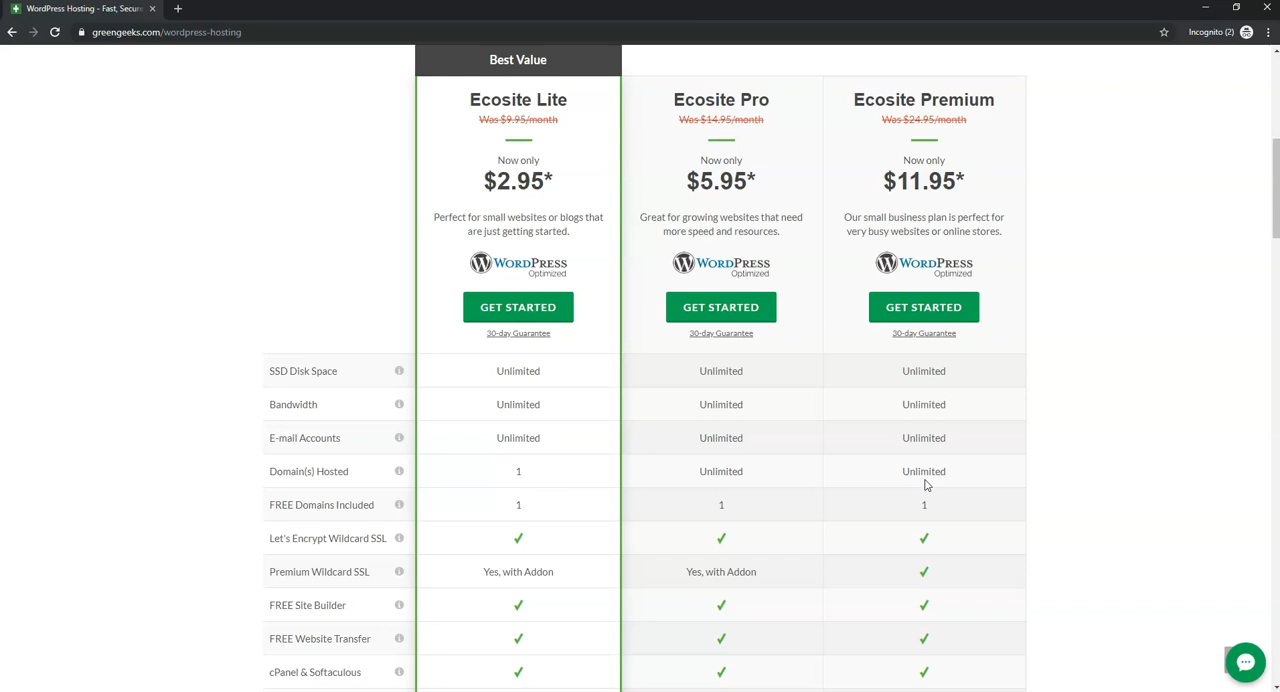 WordPress Hosting - Fast, Secure
greengeeks.com/wordpress-hosting
Incognito (2)
Best Value
Ecosite Lite
Was $9.95/month
Now only
$2.95*
Perfect for small websites or blogs that
are just getting started.
WORDPRESS
Optimized
GET STARTED
30-day Guarantee
Ecosite Pro
Was $14.95/month
Now only
$5.95*
Great for growing websites that need
more speed and resources.
WORDPRESS
Optimized
GET STARTED
30-day Guarantee
Ecosite Premium
Was $24.95/month
Now only
$11.95*
Our small business plan is perfect for
very busy websites or online stores.
WORDPRESS
Optimized
GET STARTED
30-day Guarantee
SSD Disk Space Unlimited Unlimited Unlimited
Bandwidth Unlimited Unlimited Unlimited
E-mail Accounts Unlimited Unlimited Unlimited
Domain(s) Hosted 1 Unlimited Unlimited
FREE Domains Included 1 1 1
Let's Encrypt Wildcard SSL ✓ ✓ ✓
Premium Wildcard SSL Yes, with Addon Yes, with Addon ✓
FREE Site Builder ✓ ✓ ✓
FREE Website Transfer ✓ ✓ ✓
cPanel & Softaculous ✓ ✓ ✓